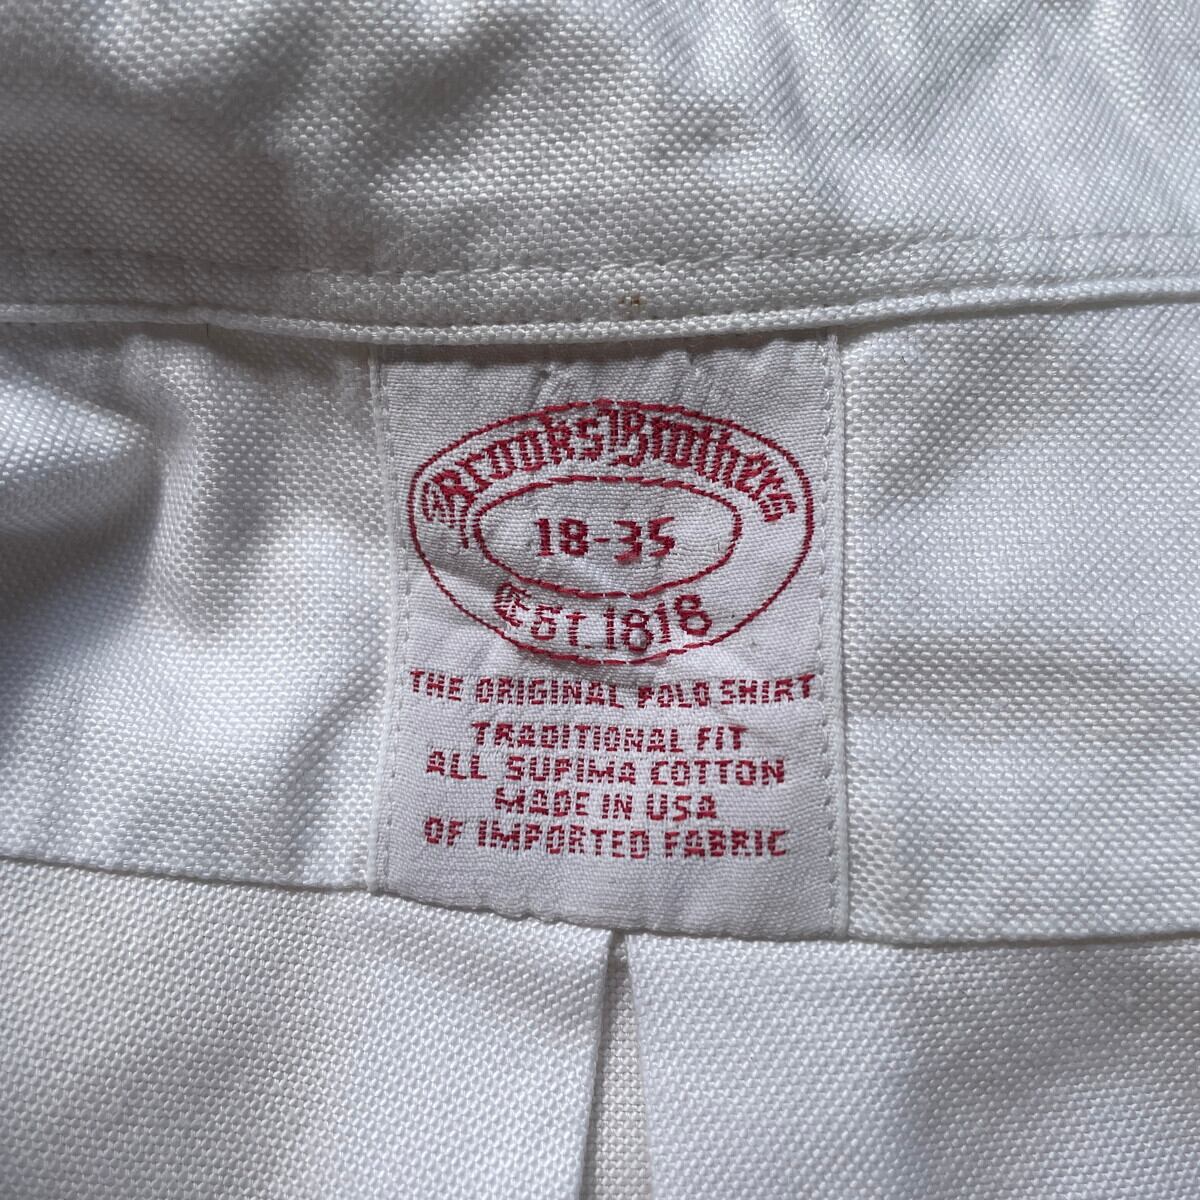 Brooks Brothers
18-35
Est. 1818
THE ORIGINAL POLO SHIRT
TRADITIONAL FIT
ALL SUPIMA COTTON
MADE IN USA
OF IMPORTED FABRIC